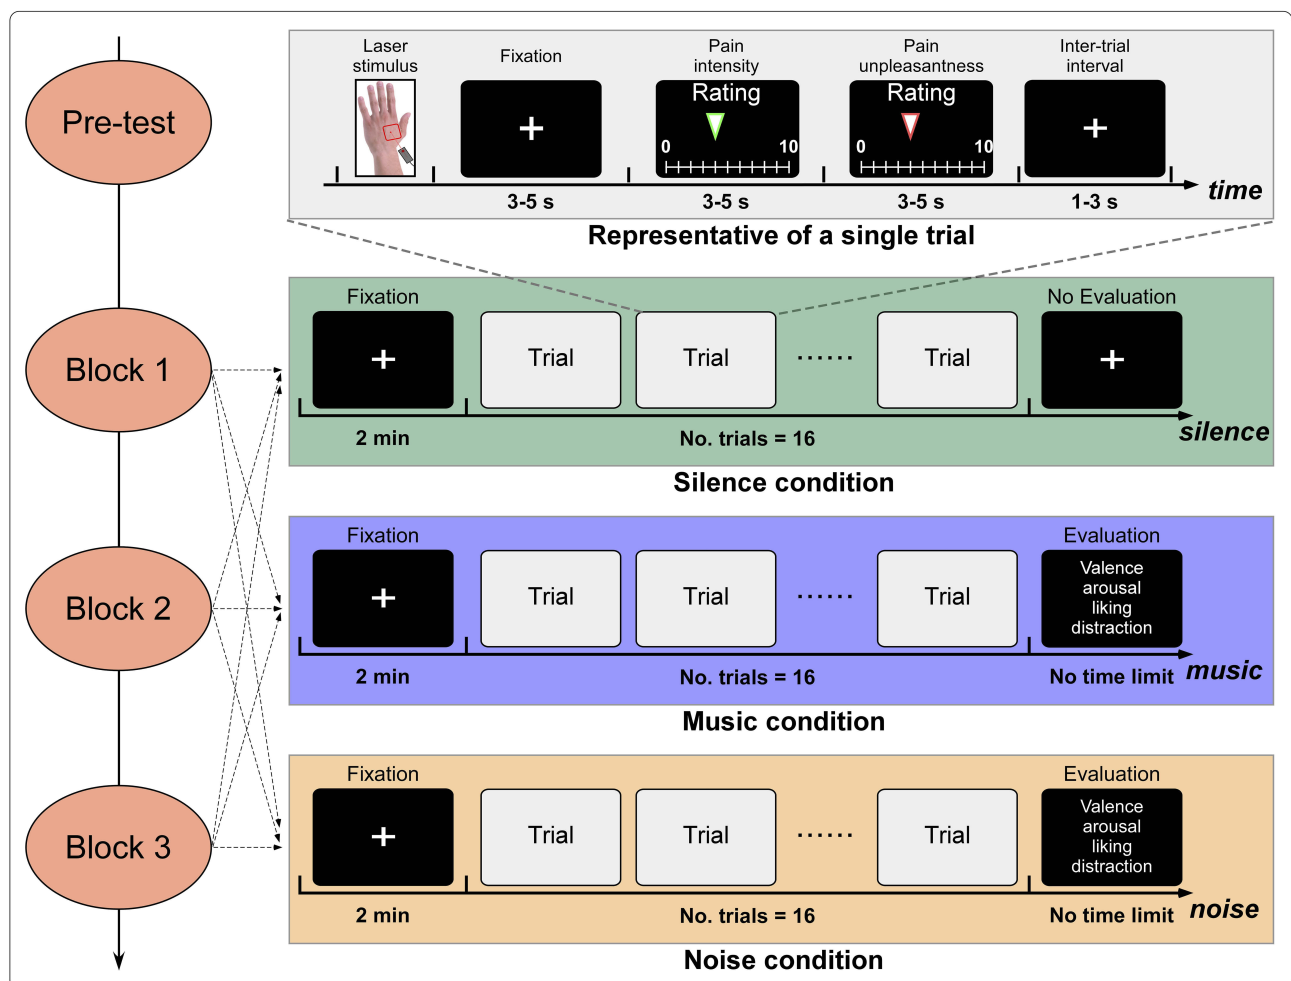 Pre-test
Block 1
Block 2
Block 3
Laser
stimulus
Fixation
Pain
intensity
Pain
unpleasantness
Inter-trial
interval
Rating
0 10
Rating
0 10
3-5 s
3-5 s
3-5 s
1-3 s
time
Representative of a single trial
Fixation
No Evaluation
Trial
Trial
......
Trial
2 min
No. trials = 16
silence
Silence condition
Fixation
Evaluation
Trial
Trial
......
Trial
Valence
arousal
liking
distraction
2 min
No. trials = 16
No time limit
music
Music condition
Fixation
Evaluation
Trial
Trial
......
Trial
Valence
arousal
liking
distraction
2 min
No. trials = 16
No time limit
noise
Noise condition